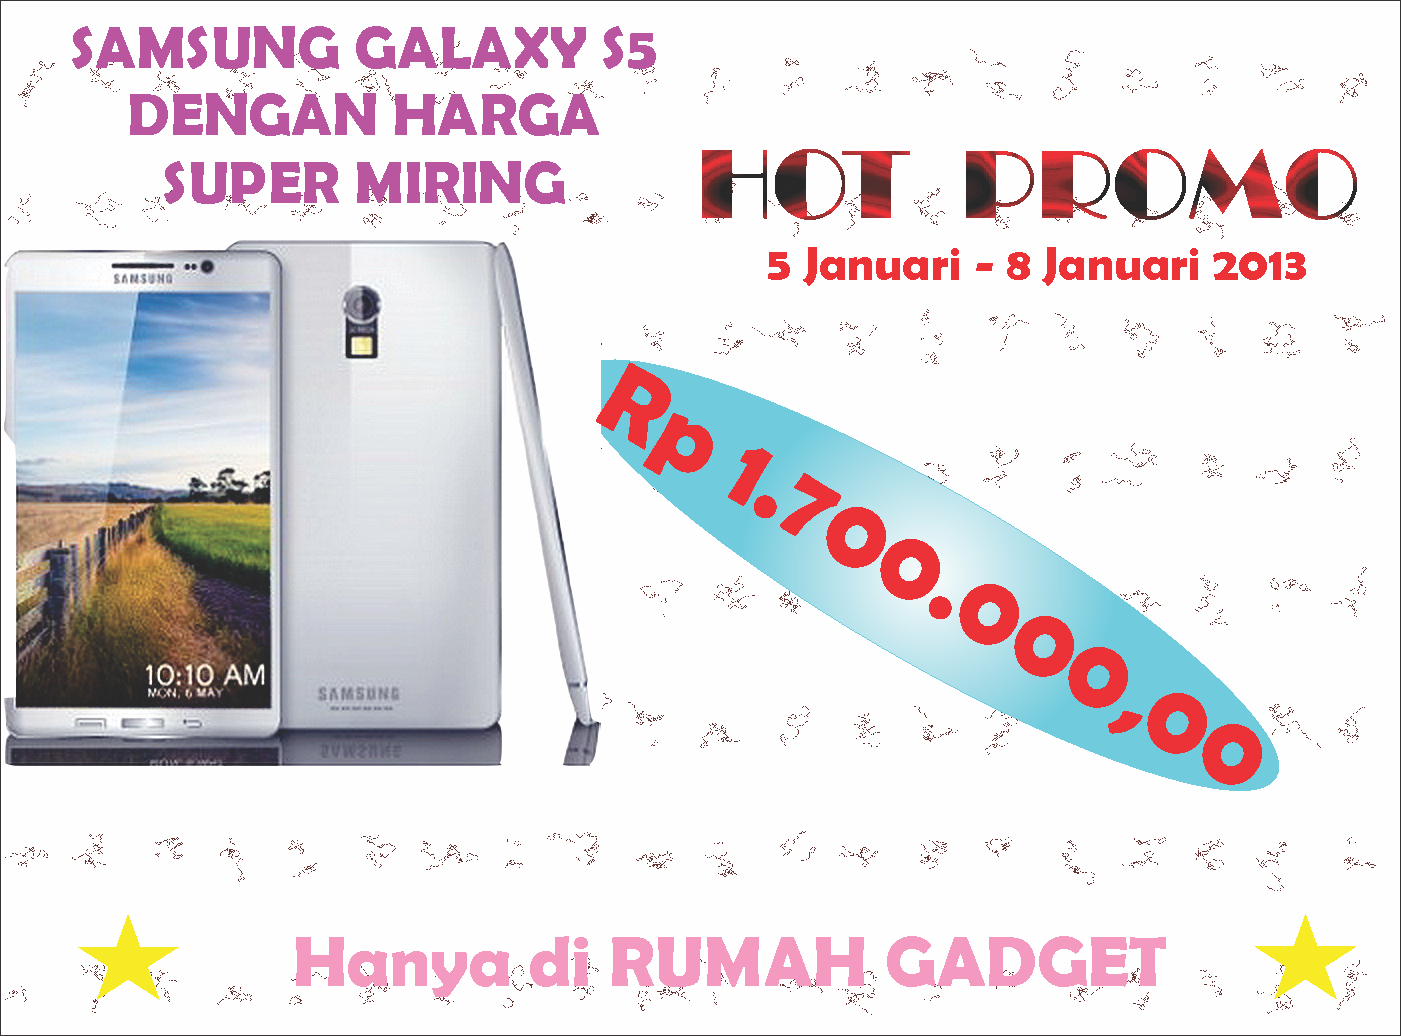 SAMSUNG GALAXY S5
DENGAN HARGA
SUPER MIRING
HOT PROMO
5 Januari - 8 Januari 2013
SAMSUNG
10:10 AM
MON, 6 MAY
SAMSUNG
Rp 1.700.000,00
Hanya di RUMAH GADGET